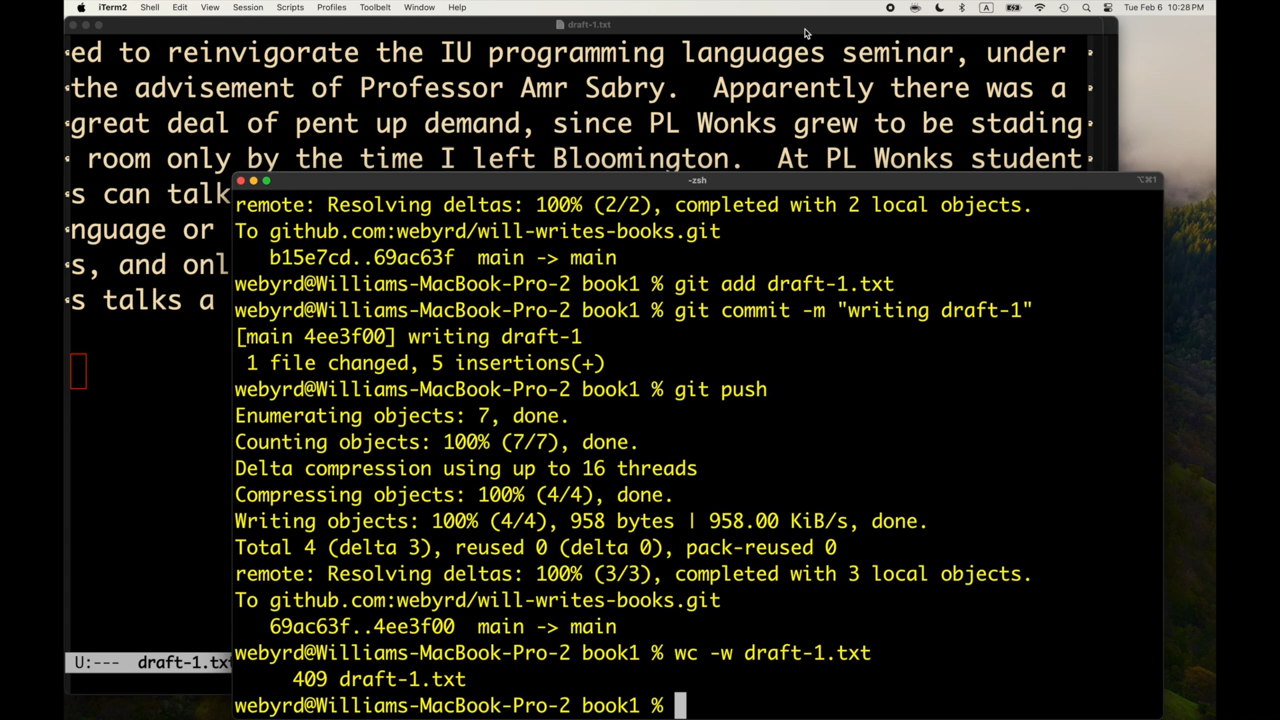 iTerm2 Shell Edit View Session Scripts Profiles Toolbelt Window Help A Tue Feb 6 10:28 PM
draft-1.txt
ed to reinvigorate the IU programming languages seminar, under
the advisement of Professor Amr Sabry.  Apparently there was a
great deal of pent up demand, since PL Wonks grew to be stading
room only by the time I left Bloomington.  At PL Wonks student
s can talk
nguage or
s, and onl
s talks a
U:--- draft-1.tx
-zsh ⌥⌘1
remote: Resolving deltas: 100% (2/2), completed with 2 local objects.
To github.com:webyrd/will-writes-books.git
b15e7cd..69ac63f  main -> main
webyrd@Williams-MacBook-Pro-2 book1 % git add draft-1.txt
webyrd@Williams-MacBook-Pro-2 book1 % git commit -m "writing draft-1"
[main 4ee3f00] writing draft-1
1 file changed, 5 insertions(+)
webyrd@Williams-MacBook-Pro-2 book1 % git push
Enumerating objects: 7, done.
Counting objects: 100% (7/7), done.
Delta compression using up to 16 threads
Compressing objects: 100% (4/4), done.
Writing objects: 100% (4/4), 958 bytes | 958.00 KiB/s, done.
Total 4 (delta 3), reused 0 (delta 0), pack-reused 0
remote: Resolving deltas: 100% (3/3), completed with 3 local objects.
To github.com:webyrd/will-writes-books.git
69ac63f..4ee3f00  main -> main
webyrd@Williams-MacBook-Pro-2 book1 % wc -w draft-1.txt
409 draft-1.txt
webyrd@Williams-MacBook-Pro-2 book1 %